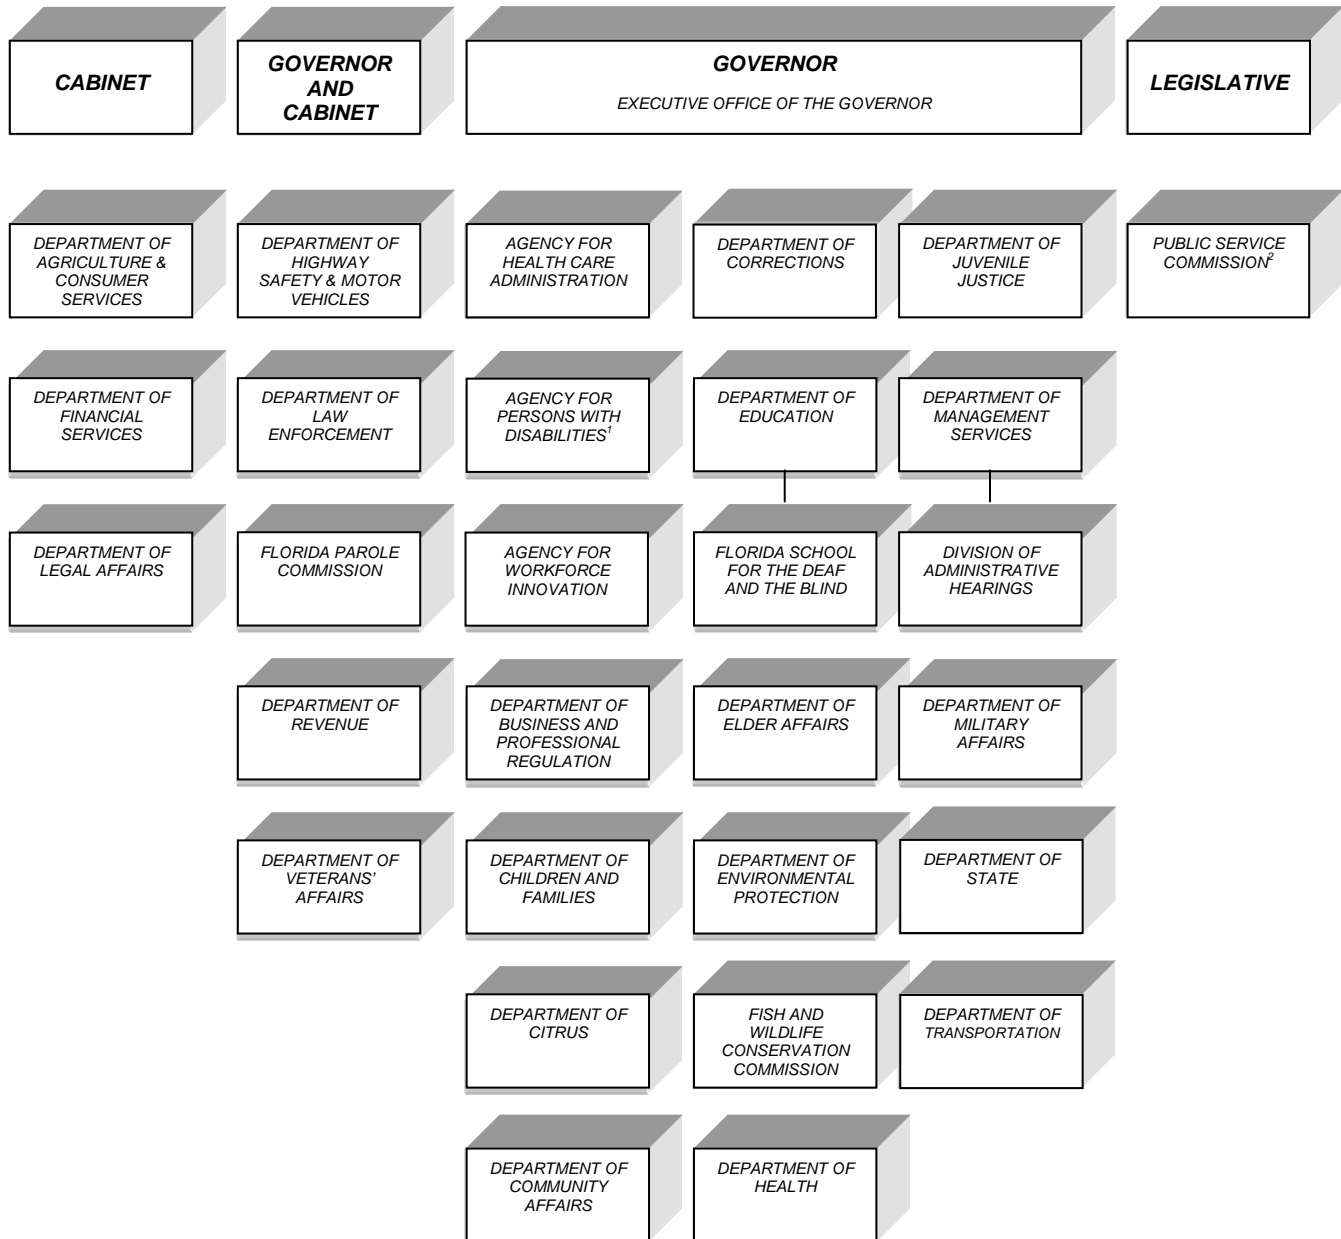 CABINET
GOVERNOR
AND
CABINET
GOVERNOR
EXECUTIVE OFFICE OF THE GOVERNOR
LEGISLATIVE
DEPARTMENT OF
AGRICULTURE &
CONSUMER
SERVICES
DEPARTMENT OF
HIGHWAY
SAFETY & MOTOR
VEHICLES
AGENCY FOR
HEALTH CARE
ADMINISTRATION
DEPARTMENT OF
CORRECTIONS
DEPARTMENT OF
JUVENILE
JUSTICE
PUBLIC SERVICE
COMMISSION²
DEPARTMENT OF
FINANCIAL
SERVICES
DEPARTMENT OF
LAW
ENFORCEMENT
AGENCY FOR
PERSONS WITH
DISABILITIES¹
DEPARTMENT OF
EDUCATION
DEPARTMENT OF
MANAGEMENT
SERVICES
DEPARTMENT OF
LEGAL AFFAIRS
FLORIDA PAROLE
COMMISSION
AGENCY FOR
WORKFORCE
INNOVATION
FLORIDA SCHOOL
FOR THE DEAF
AND THE BLIND
DIVISION OF
ADMINISTRATIVE
HEARINGS
DEPARTMENT OF
REVENUE
DEPARTMENT OF
BUSINESS AND
PROFESSIONAL
REGULATION
DEPARTMENT OF
ELDER AFFAIRS
DEPARTMENT OF
MILITARY
AFFAIRS
DEPARTMENT OF
VETERANS'
AFFAIRS
DEPARTMENT OF
CHILDREN AND
FAMILIES
DEPARTMENT OF
ENVIRONMENTAL
PROTECTION
DEPARTMENT OF
STATE
DEPARTMENT OF
CITRUS
FISH AND
WILDLIFE
CONSERVATION
COMMISSION
DEPARTMENT OF
TRANSPORTATION
DEPARTMENT OF
COMMUNITY
AFFAIRS
DEPARTMENT OF
HEALTH